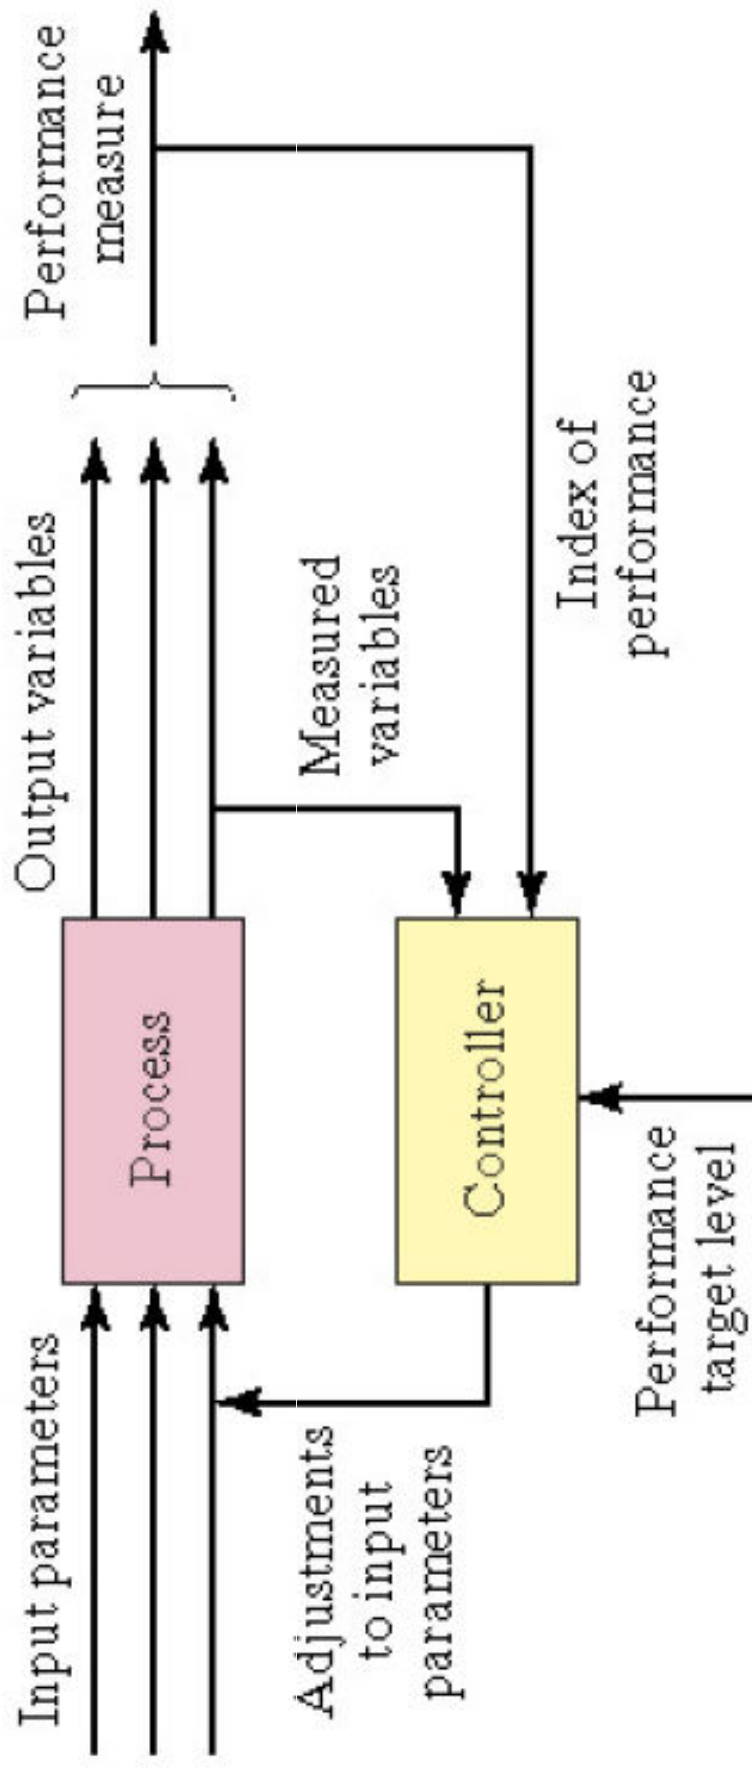 Input parameters
Output variables
Performance
measure
Process
Adjustments
to input
parameters
Measured
variables
Controller
Index of
performance
Performance
target level